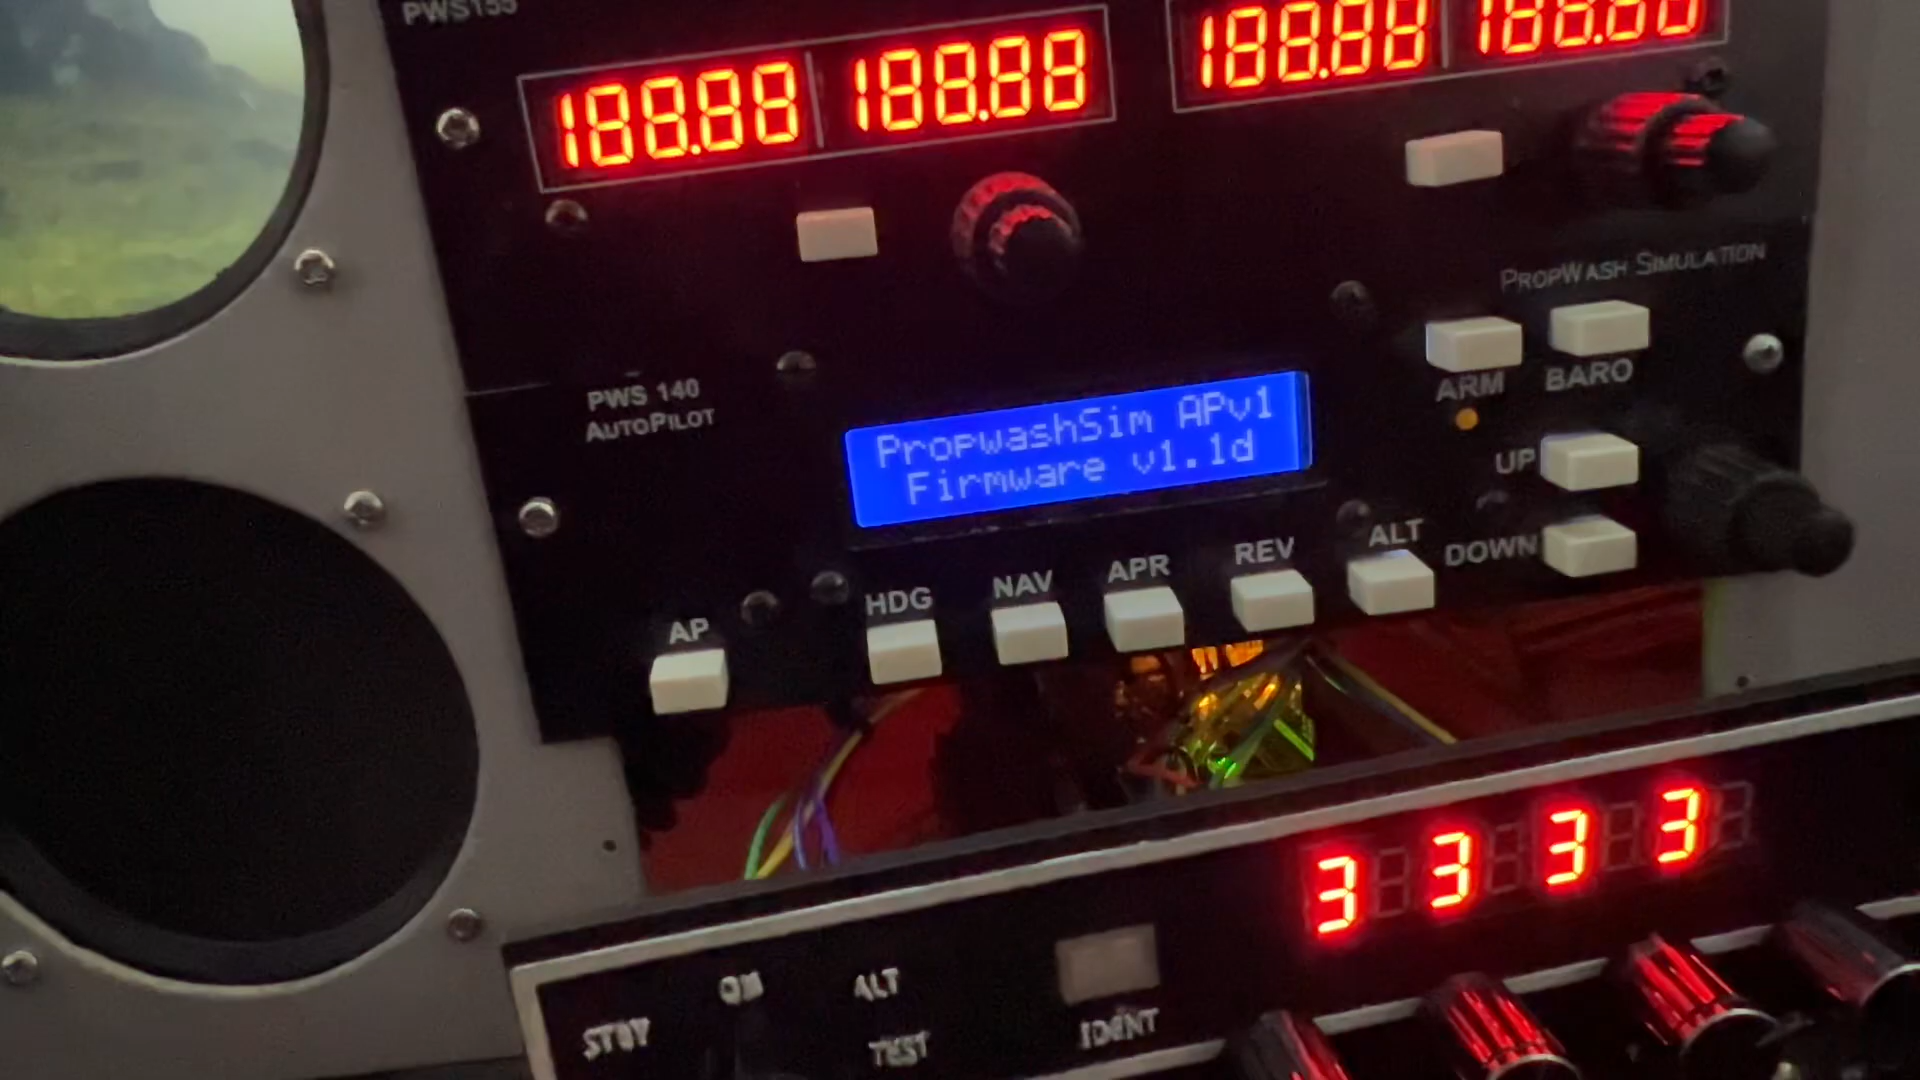 PWS155
188.88 188.88 188.88 188.88
PROPWASH SIMULATION
PWS 140
AUTOPILOT
PropwashSim APv1
Firmware v1.1d
ARM BARO
UP
DOWN
AP HDG NAV APR REV ALT
3 3 3 3
STBY ON ALT TEST IDENT